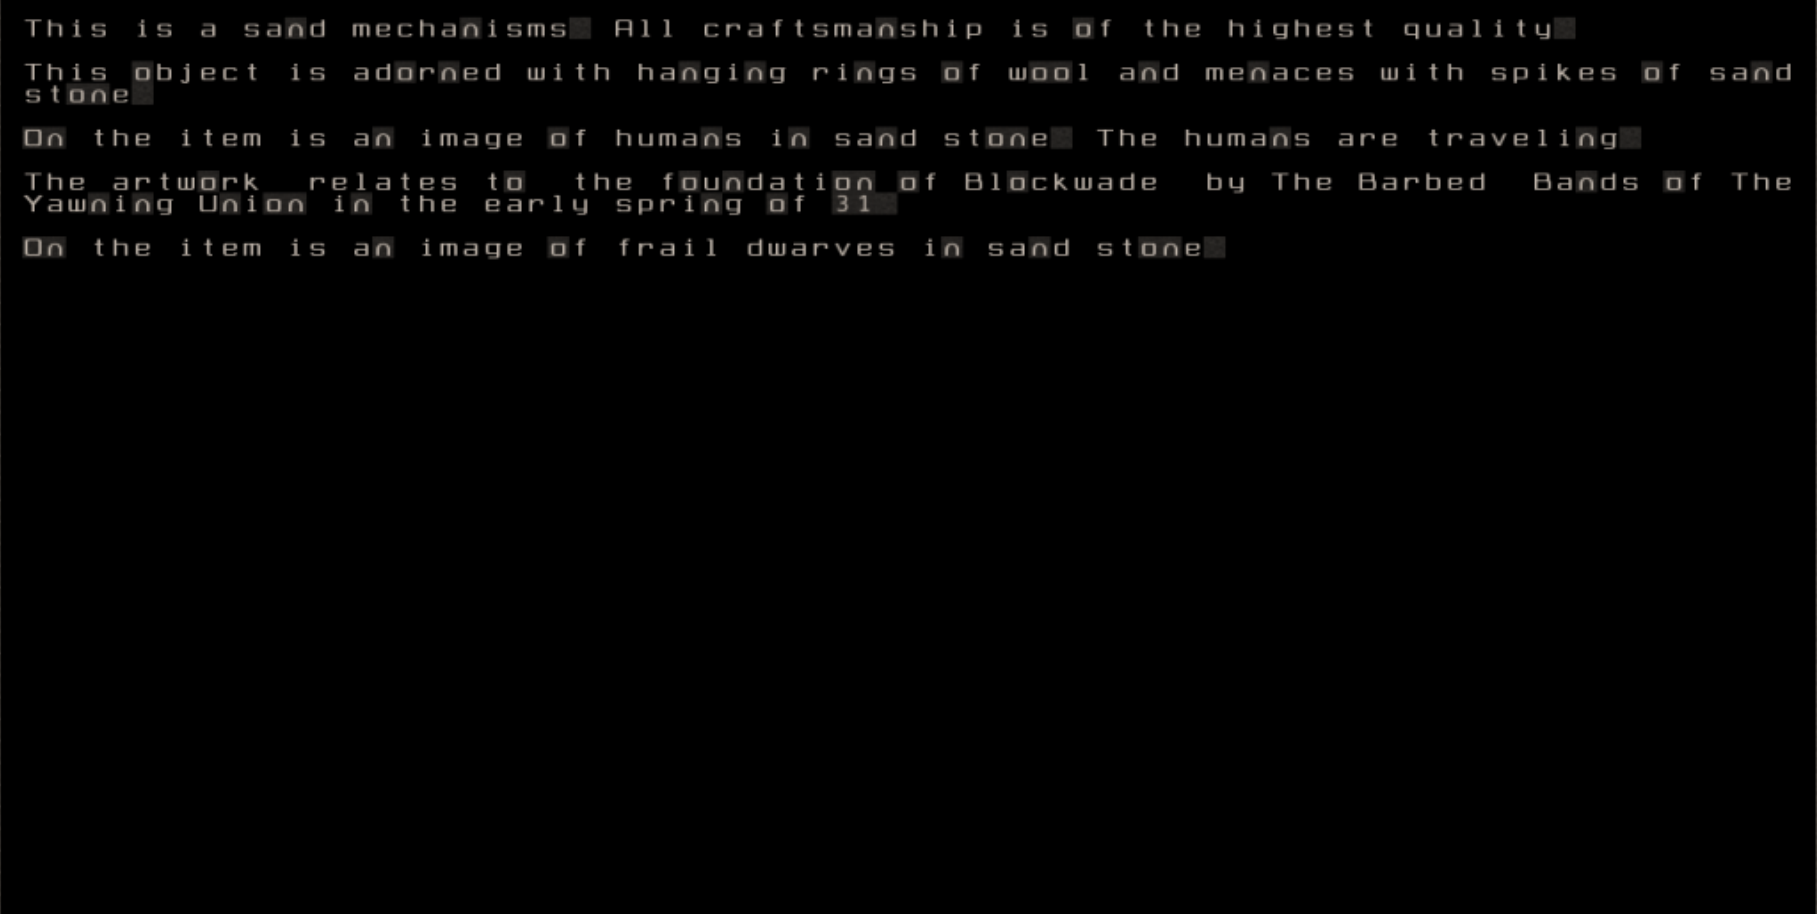 This is a sand mechanisms All craftsmanship is of the highest quality
This object is adorned with hanging rings of wool and menaces with spikes of sand
stone
On the item is an image of humans in sand stone The humans are traveling
The artwork relates to the foundation of Blockwade by The Barbed Bands of The
Yawning Union in the early spring of 31
On the item is an image of frail dwarves in sand stone